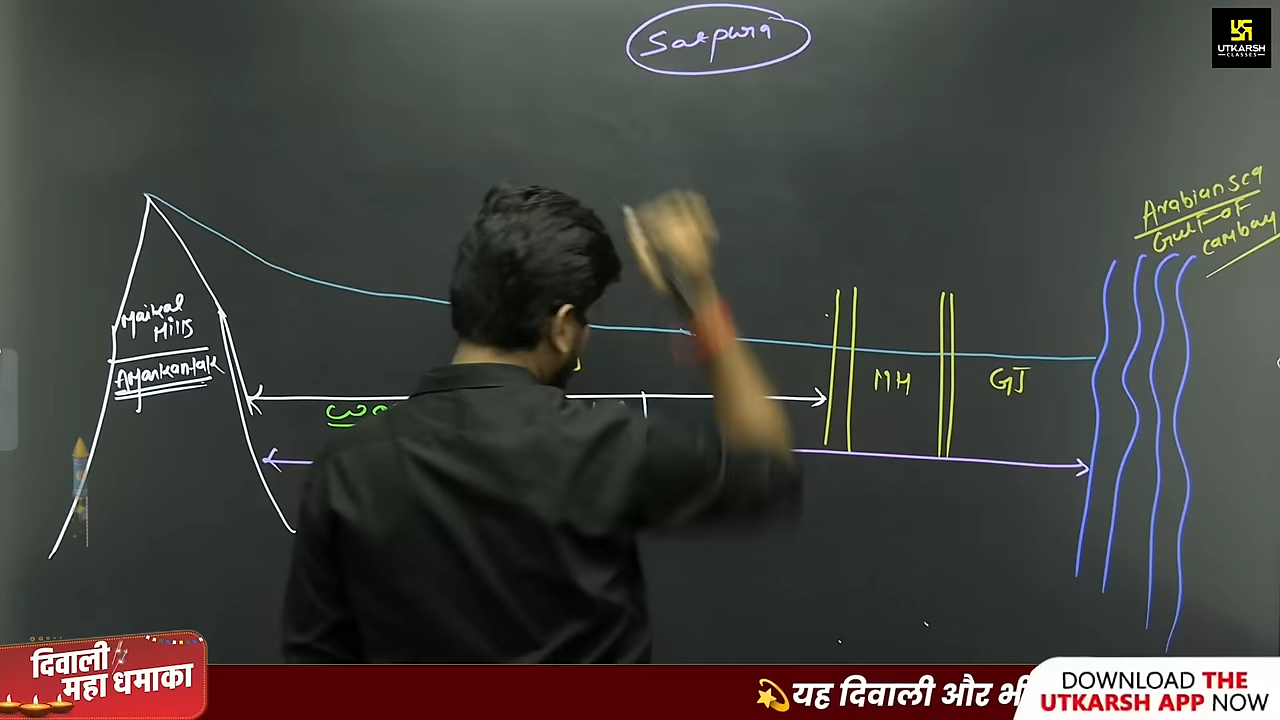 Satpura
UTKARSH
CLASSES
Arabian sea
Gulf of
cambay
Maikal
Hills
Amarkantak
MH
GJ
दिवाली
महा धमाका
यह दिवाली और
DOWNLOAD THE
UTKARSH APP NOW